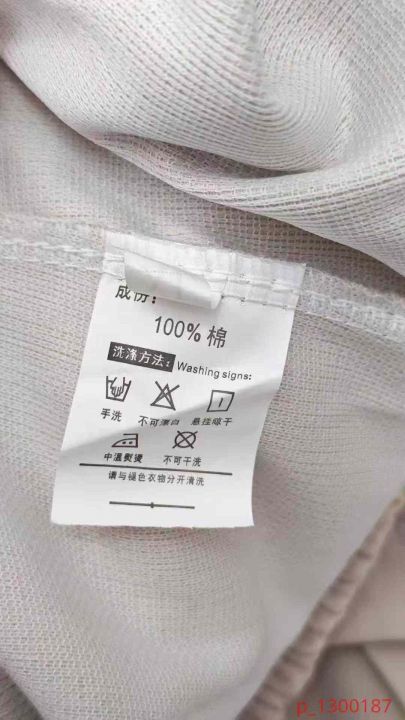 成份：
100% 棉
洗涤方法：Washing signs:
手洗 不可漂白 悬挂晾干
中温熨烫 不可干洗
请与褪色衣物分开清洗
p_1300187